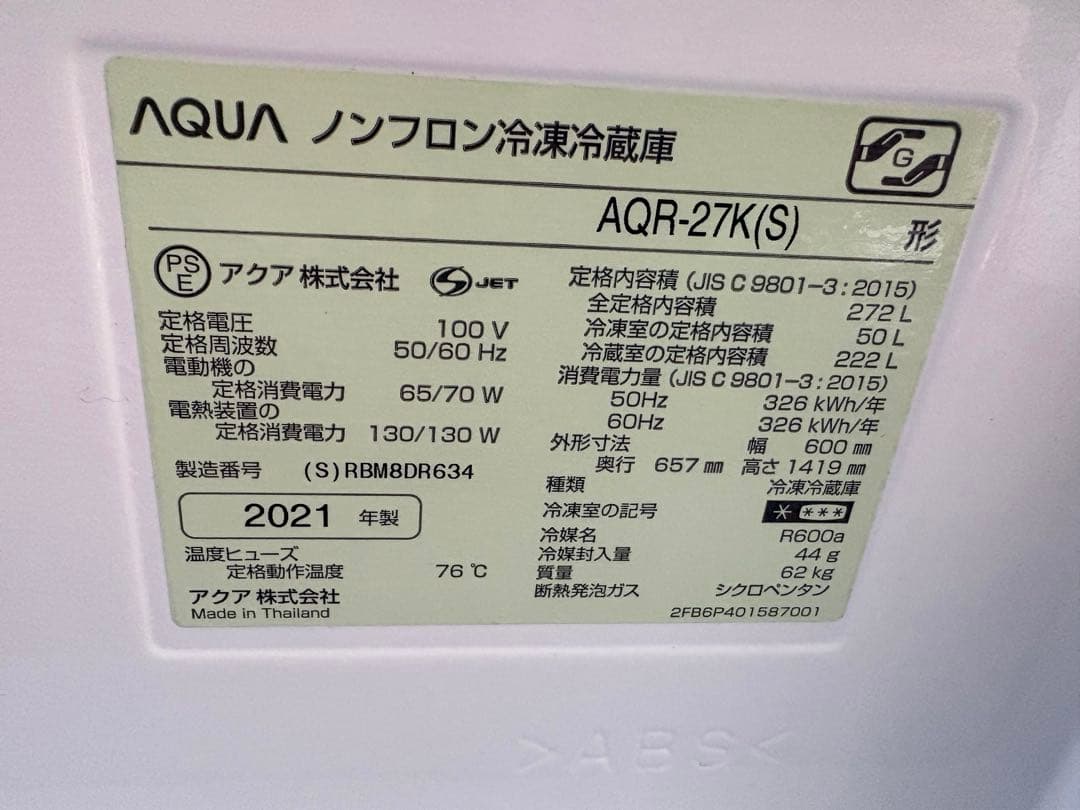 AQUA ノンフロン冷凍冷蔵庫
G
AQR-27K(S) 形
PSE アクア 株式会社 S JET
定格電圧 100 V
定格周波数 50/60 Hz
電動機の
定格消費電力 65/70 W
電熱装置の
定格消費電力 130/130 W
製造番号 (S)RBM8DR634
2021 年製
温度ヒューズ
定格動作温度 76 ℃
アクア 株式会社
Made in Thailand
定格内容積 (JIS C 9801-3:2015)
全定格内容積 272 L
冷凍室の定格内容積 50 L
冷蔵室の定格内容積 222 L
消費電力量 (JIS C 9801-3:2015)
50Hz 326 kWh/年
60Hz 326 kWh/年
外形寸法 幅 600 ㎜
奥行 657 ㎜ 高さ 1419 ㎜
種類 冷凍冷蔵庫
冷凍室の記号 * ***
冷媒名 R600a
冷媒封入量 44 g
質量 62 kg
断熱発泡ガス シクロペンタン
2FB6P401587001
>ABS<